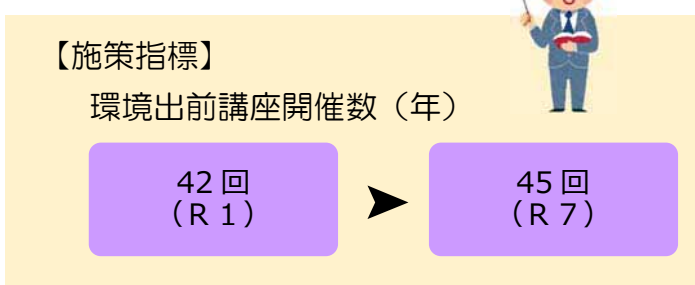 【施策指標】
環境出前講座開催数（年）
42 回
（R 1）
➤
45 回
（R 7）